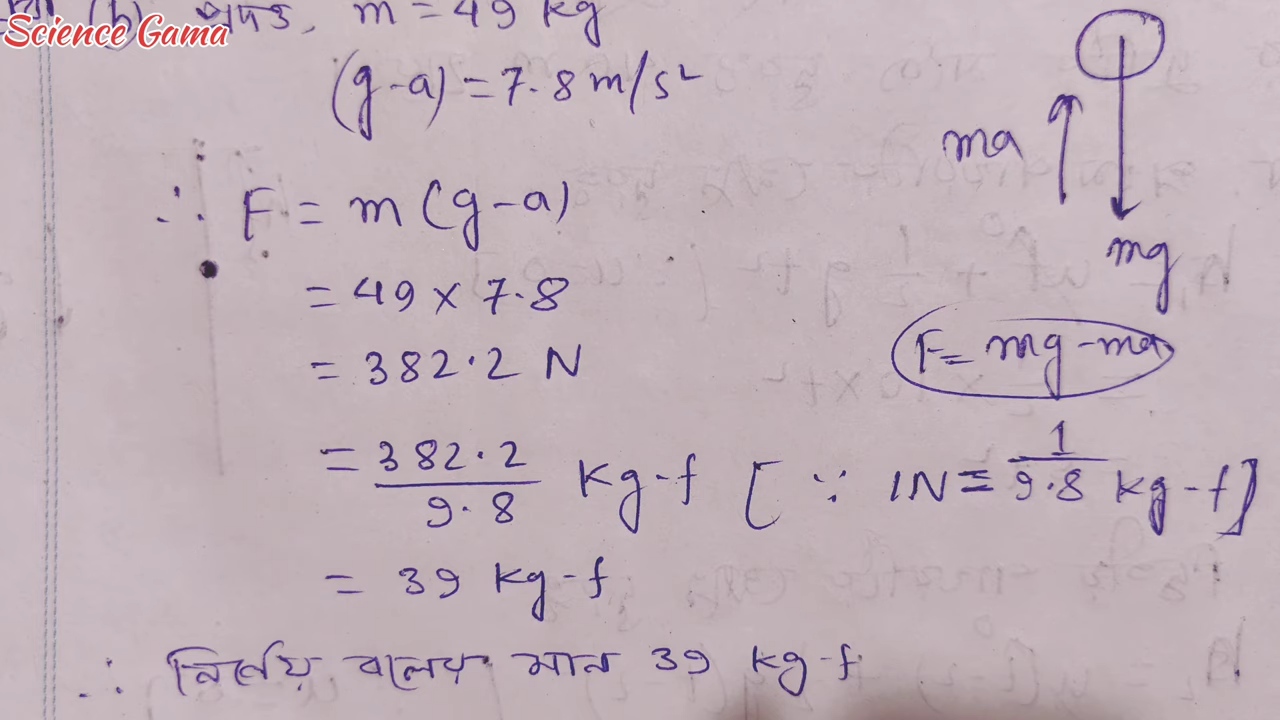 Science Gama
(b) প্রদত্ত, m = 49 kg
(g-a) = 7.8 m/s²
∴ F = m (g-a)
= 49 × 7.8
= 382.2 N
= 382.2/9.8 kg-f [∵ 1N = 1/9.8 kg-f]
= 39 kg-f
∴ নির্ণেয় বলের মান 39 kg-f
ma
mg
F = mg - ma